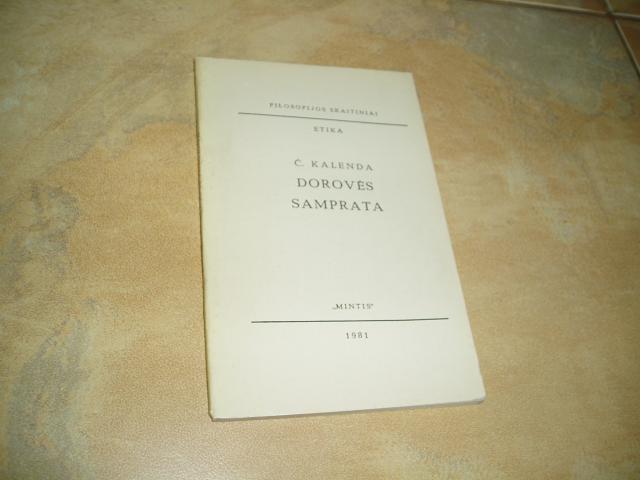 FILOSOFIJOS SKAITINIAI
ETIKA
Č. KALENDA
DOROVĖS
SAMPRATA
„MINTIS“
1981